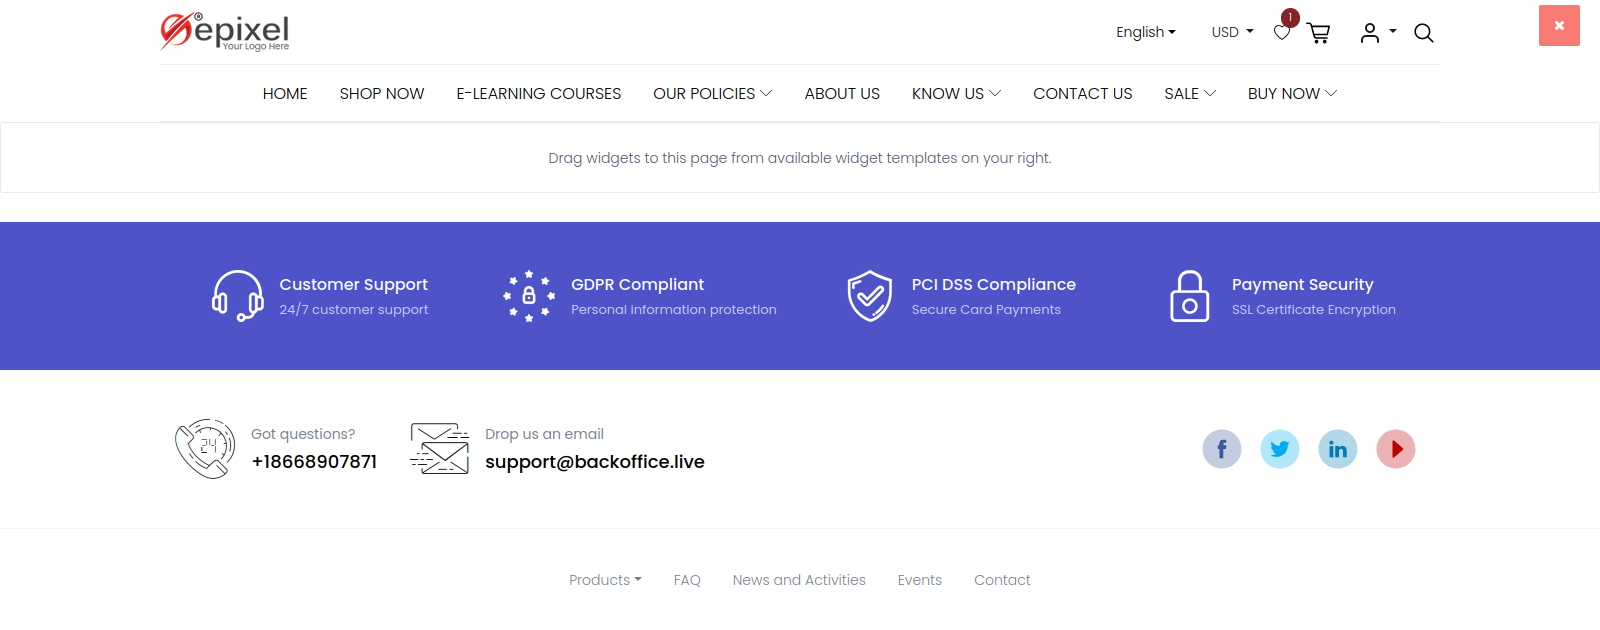 epixel®
Your Logo Here
English
USD
1
HOME
SHOP NOW
E-LEARNING COURSES
OUR POLICIES
ABOUT US
KNOW US
CONTACT US
SALE
BUY NOW
Drag widgets to this page from available widget templates on your right.
Customer Support
24/7 customer support
GDPR Compliant
Personal information protection
PCI DSS Compliance
Secure Card Payments
Payment Security
SSL Certificate Encryption
24
Got questions?
+18668907871
Drop us an email
support@backoffice.live
f
in
Products
FAQ
News and Activities
Events
Contact